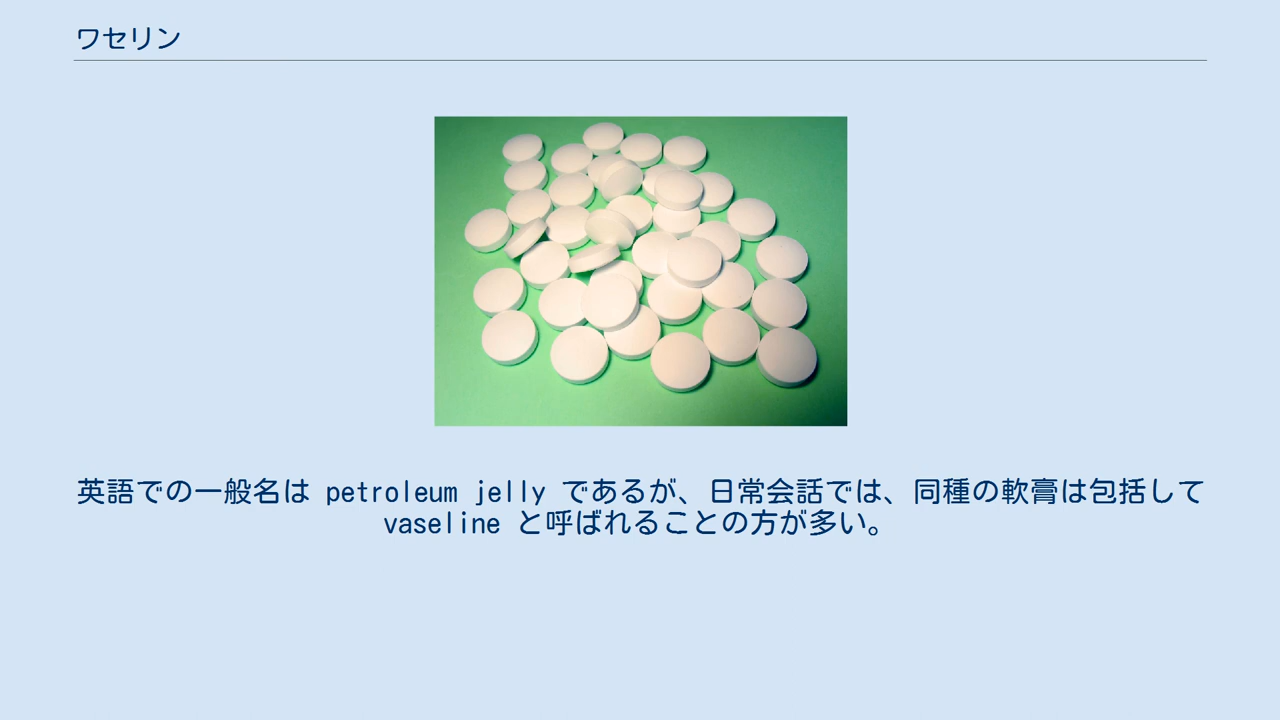 ワセリン
英語での一般名は petroleum jelly であるが、日常会話では、同種の軟膏は包括して
vaseline と呼ばれることの方が多い。